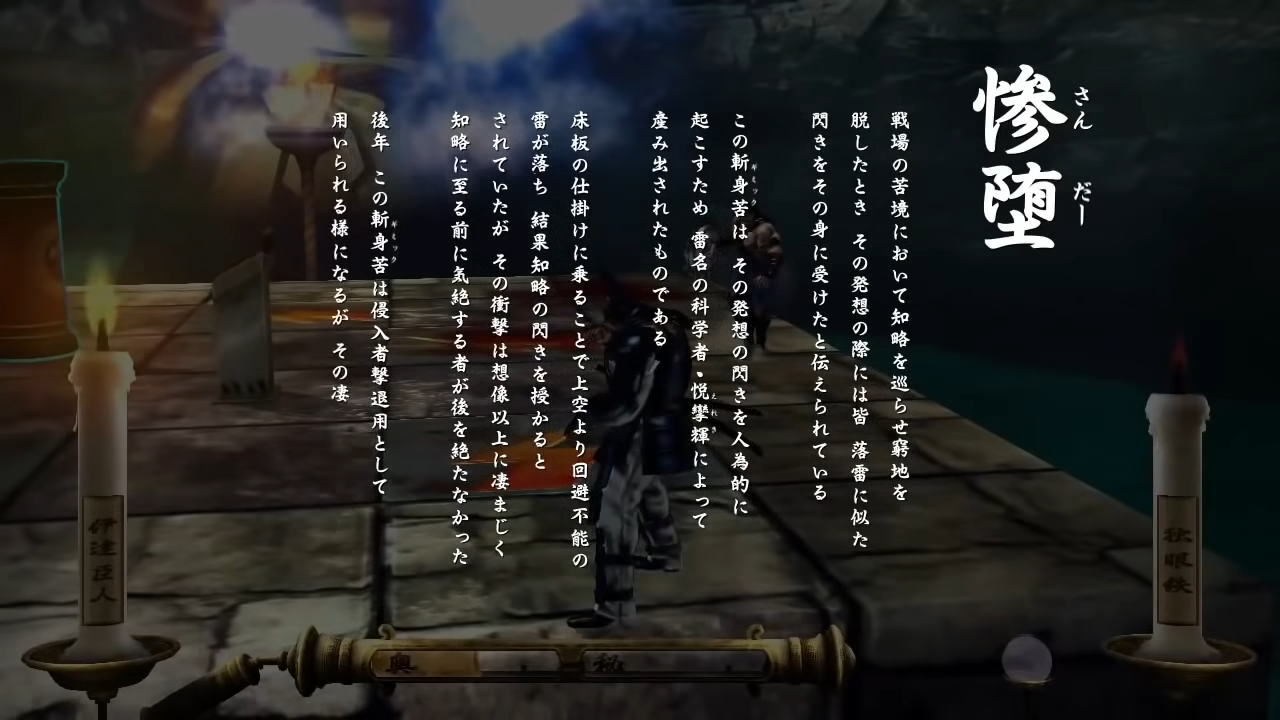 惨堕
さんだー
戦場の苦境において知略を巡らせ窮地を
脱したとき その発想の際には皆 落雷に似た
閃きをその身に受けたと伝えられている
この斬身苦は その発想の閃きを人為的に
ギミック
起こすため 雷名の科学者・悦攣輝によって
えれき
産み出されたものである
床板の仕掛けに乗ることで上空より回避不能の
雷が落ち 結果知略の閃きを授かると
されていたが その衝撃は想像以上に凄まじく
知略に至る前に気絶する者が後を絶たなかった
後年 この斬身苦は侵入者撃退用として
ギミック
用いられる様になるが その凄
伊達臣人
秋眼鉄
奥
秘